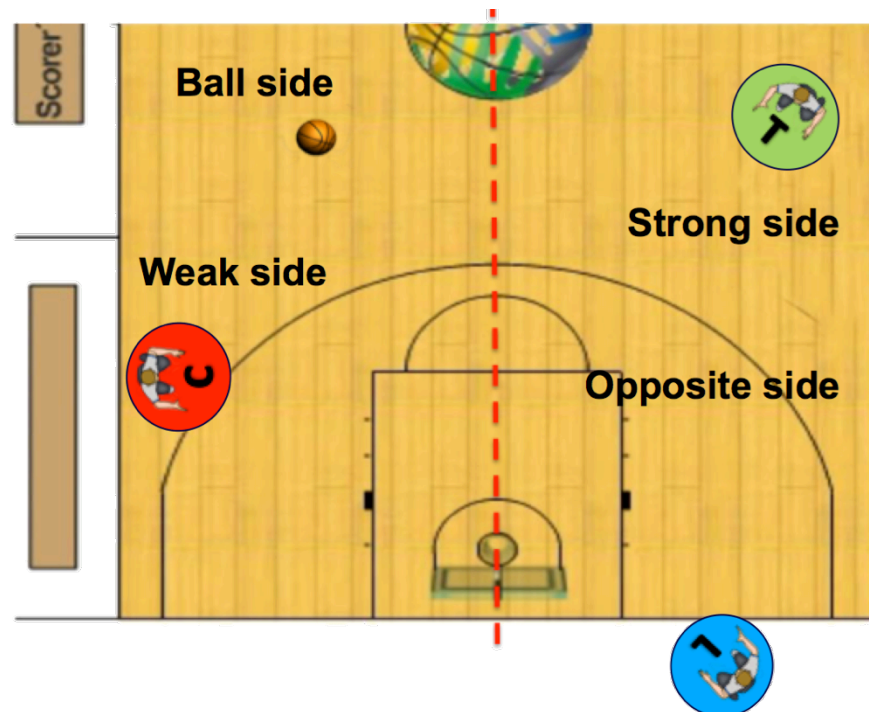 Scorer´
Ball side
T
Strong side
Weak side
C
Opposite side
L